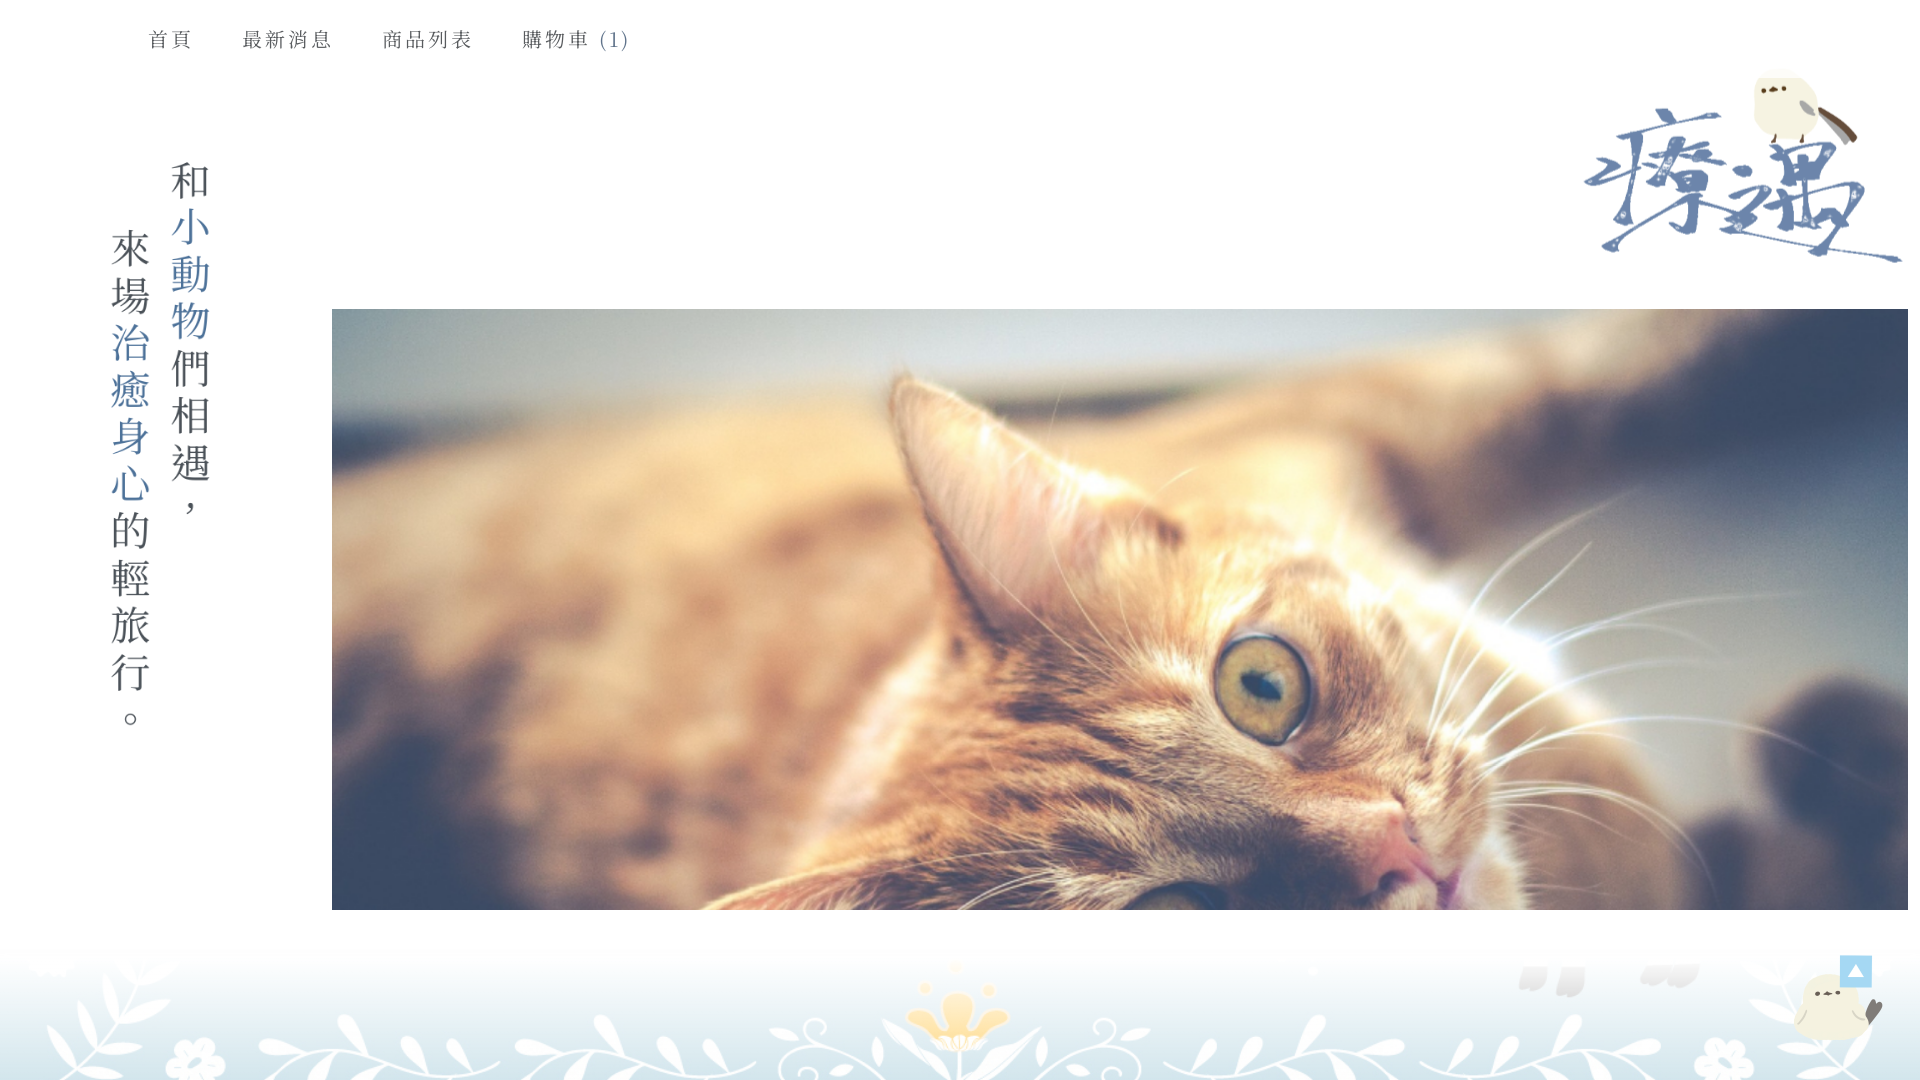 首頁
最新消息
商品列表
購物車 (1)
療遇
和小動物們相遇，
來場治癒身心的輕旅行。